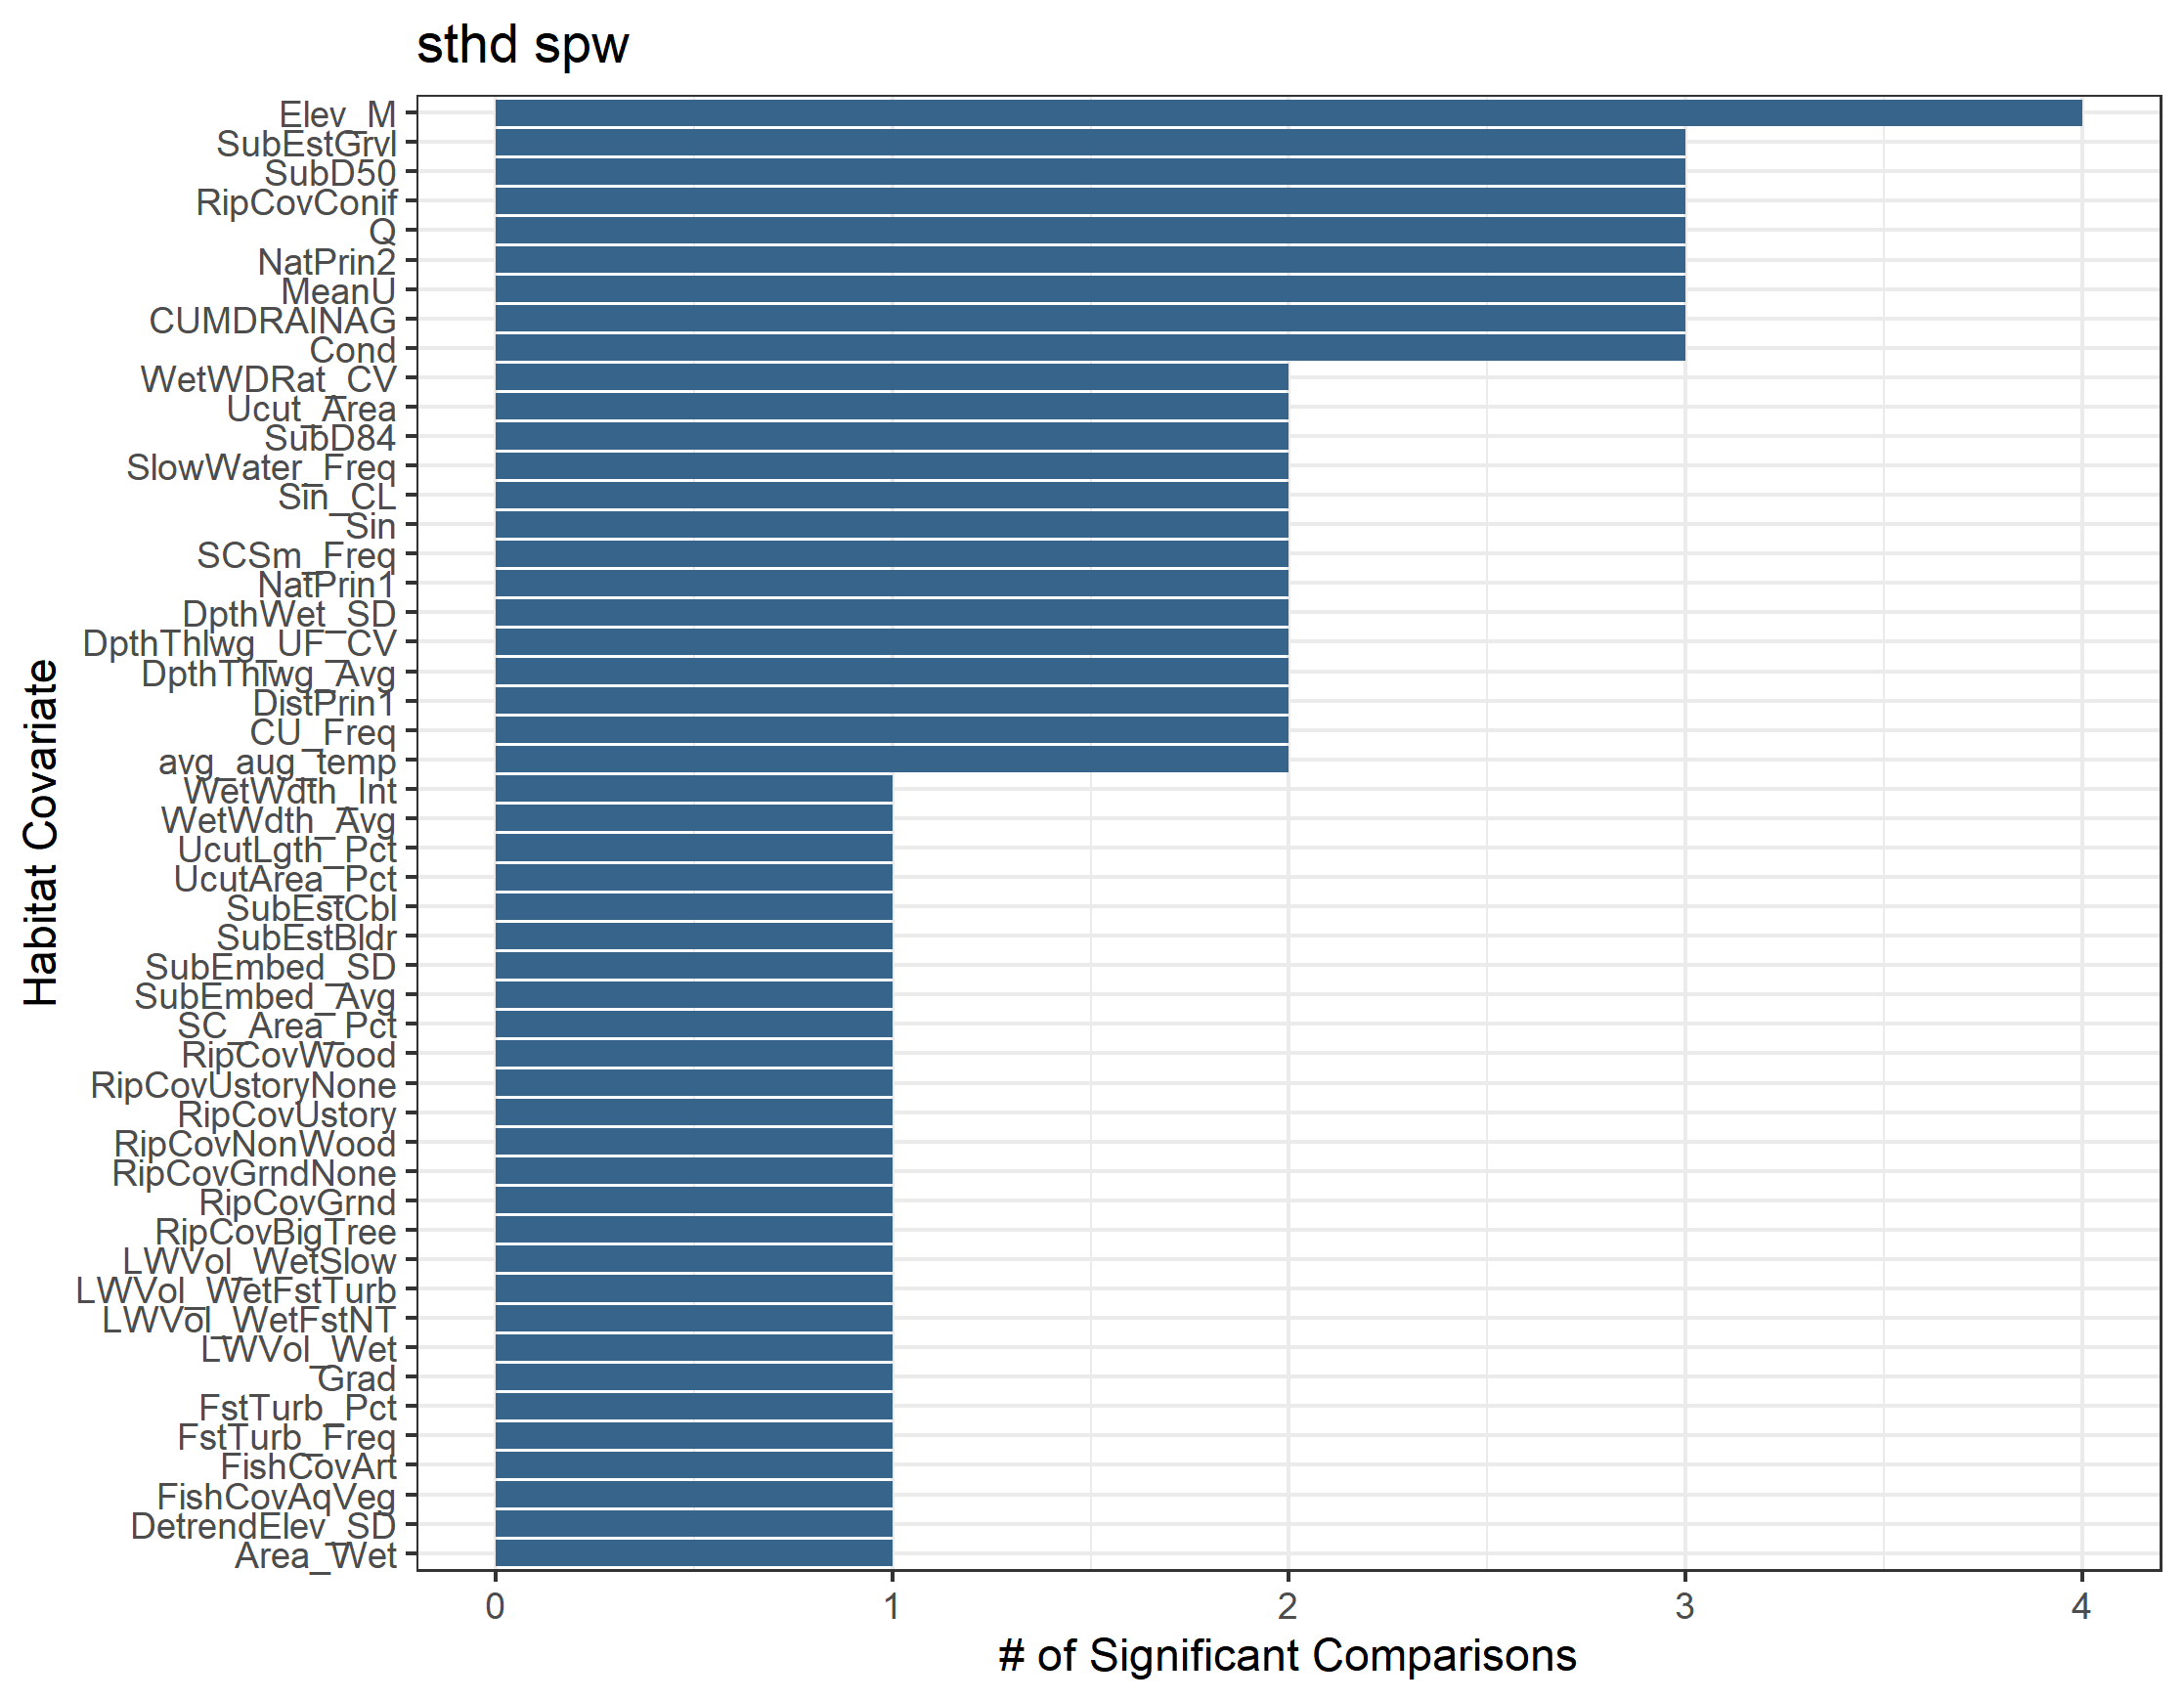 sthd spw
Habitat Covariate
Elev_M
SubEstGrvl
SubD50
RipCovConif
Q
NatPrin2
MeanU
CUMDRAINAG
Cond
WetWDRat_CV
Ucut_Area
SubD84
SlowWater_Freq
Sin_CL
Sin
SCSm_Freq
NatPrin1
DpthWet_SD
DpthThlwg_UF_CV
DpthThlwg_Avg
DistPrin1
CU_Freq
avg_aug_temp
WetWdth_Int
WetWdth_Avg
UcutLgth_Pct
UcutArea_Pct
SubEstCbl
SubEstBldr
SubEmbed_SD
SubEmbed_Avg
SC_Area_Pct
RipCovWood
RipCovUstoryNone
RipCovUstory
RipCovNonWood
RipCovGrndNone
RipCovGrnd
RipCovBigTree
LWVol_WetSlow
LWVol_WetFstTurb
LWVol_WetFstNT
LWVol_Wet
Grad
FstTurb_Pct
FstTurb_Freq
FishCovArt
FishCovAqVeg
DetrendElev_SD
Area_Wet
0 1 2 3 4
# of Significant Comparisons